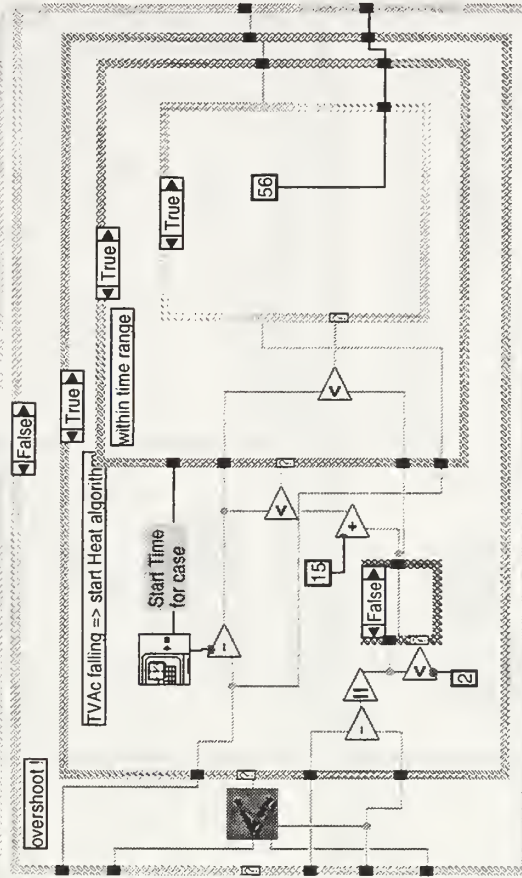 False
overshoot !
True
TVAc falling => start Heat algorithm
True
within time range
True
Start Time
for case
56
15
False
2